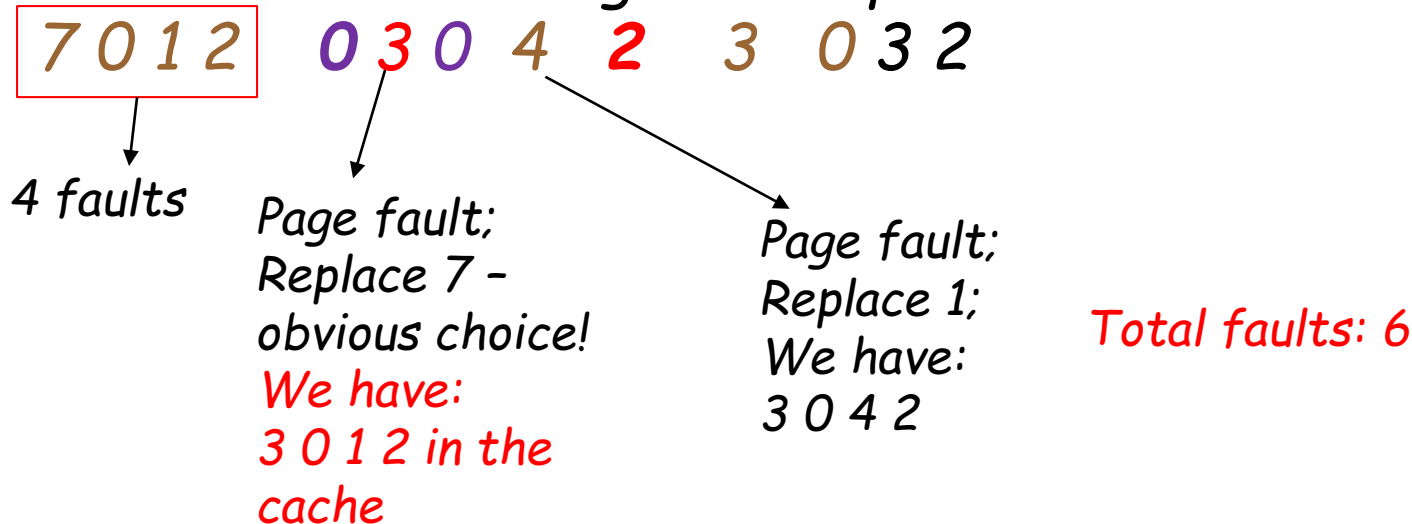 7 0 1 2 0 3 0 4 2 3 0 3 2
4 faults
Page fault;
Replace 7 –
obvious choice!
We have:
3 0 1 2 in the
cache
Page fault;
Replace 1;
We have:
3 0 4 2
Total faults: 6